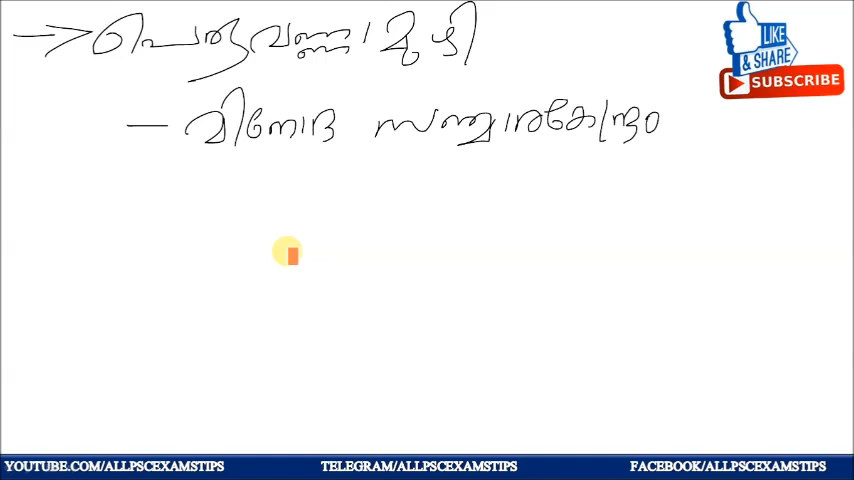 → പെരുവണ്ണാമുഴി
- വിനോദ സഞ്ചാരകേന്ദ്രം
LIKE
& SHARE
SUBSCRIBE
YOUTUBE.COM/ALLPSCEXAMSTIPS TELEGRAM/ALLPSCEXAMSTIPS FACEBOOK/ALLPSCEXAMSTIPS